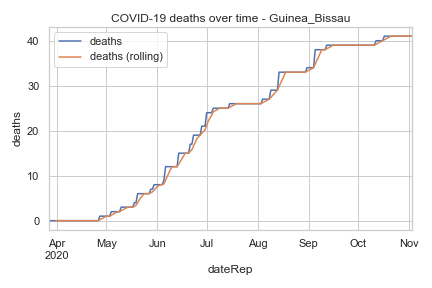 COVID-19 deaths over time - Guinea_Bissau
deaths
deaths (rolling)
40
30
20
10
0
deaths
Apr May Jun Jul Aug Sep Oct Nov
2020
dateRep